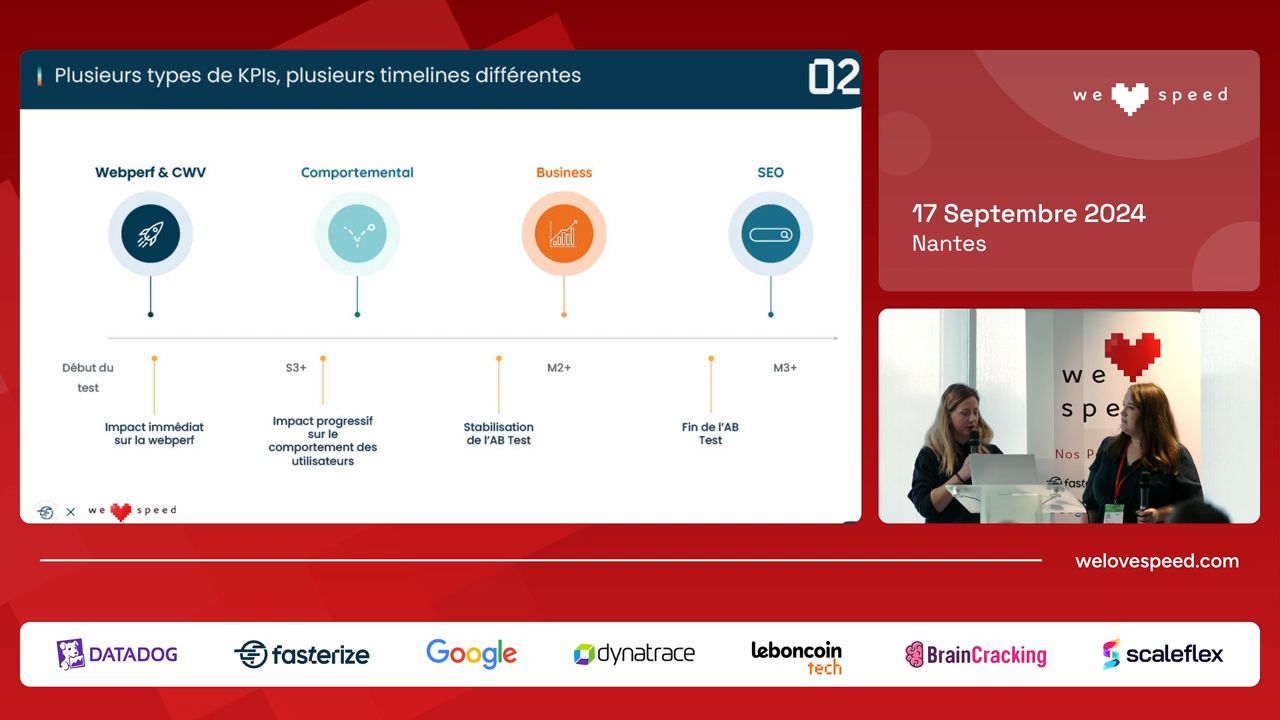 Plusieurs types de KPIs, plusieurs timelines différentes
02
Webperf & CWV
Comportemental
Business
SEO
Début du
test
S3+
M2+
M3+
Impact immédiat
sur la webperf
Impact progressif
sur le
comportement des
utilisateurs
Stabilisation
de l'AB Test
Fin de l'AB
Test
we speed
we speed
17 Septembre 2024
Nantes
we
spe
Nos P
faste
welovespeed.com
DATADOG
fasterize
Google
dynatrace
leboncoin
tech
BrainCracking
scaleflex